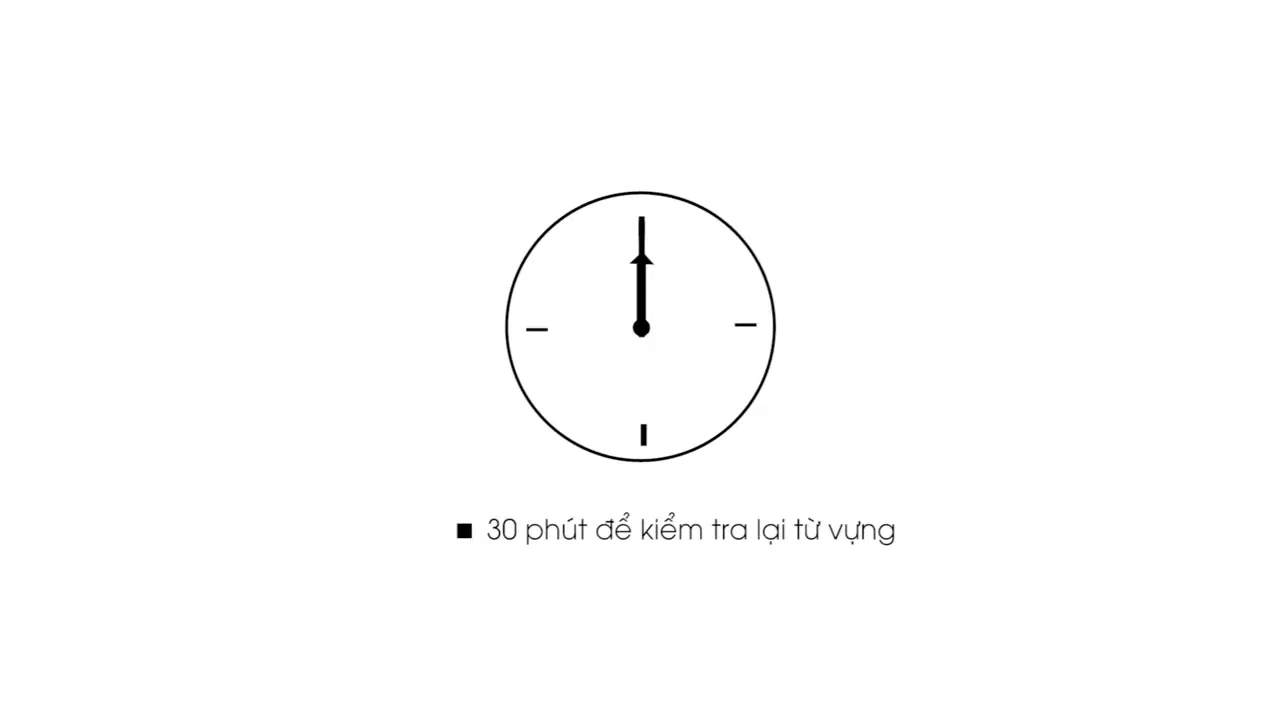 30 phút để kiểm tra lại từ vựng